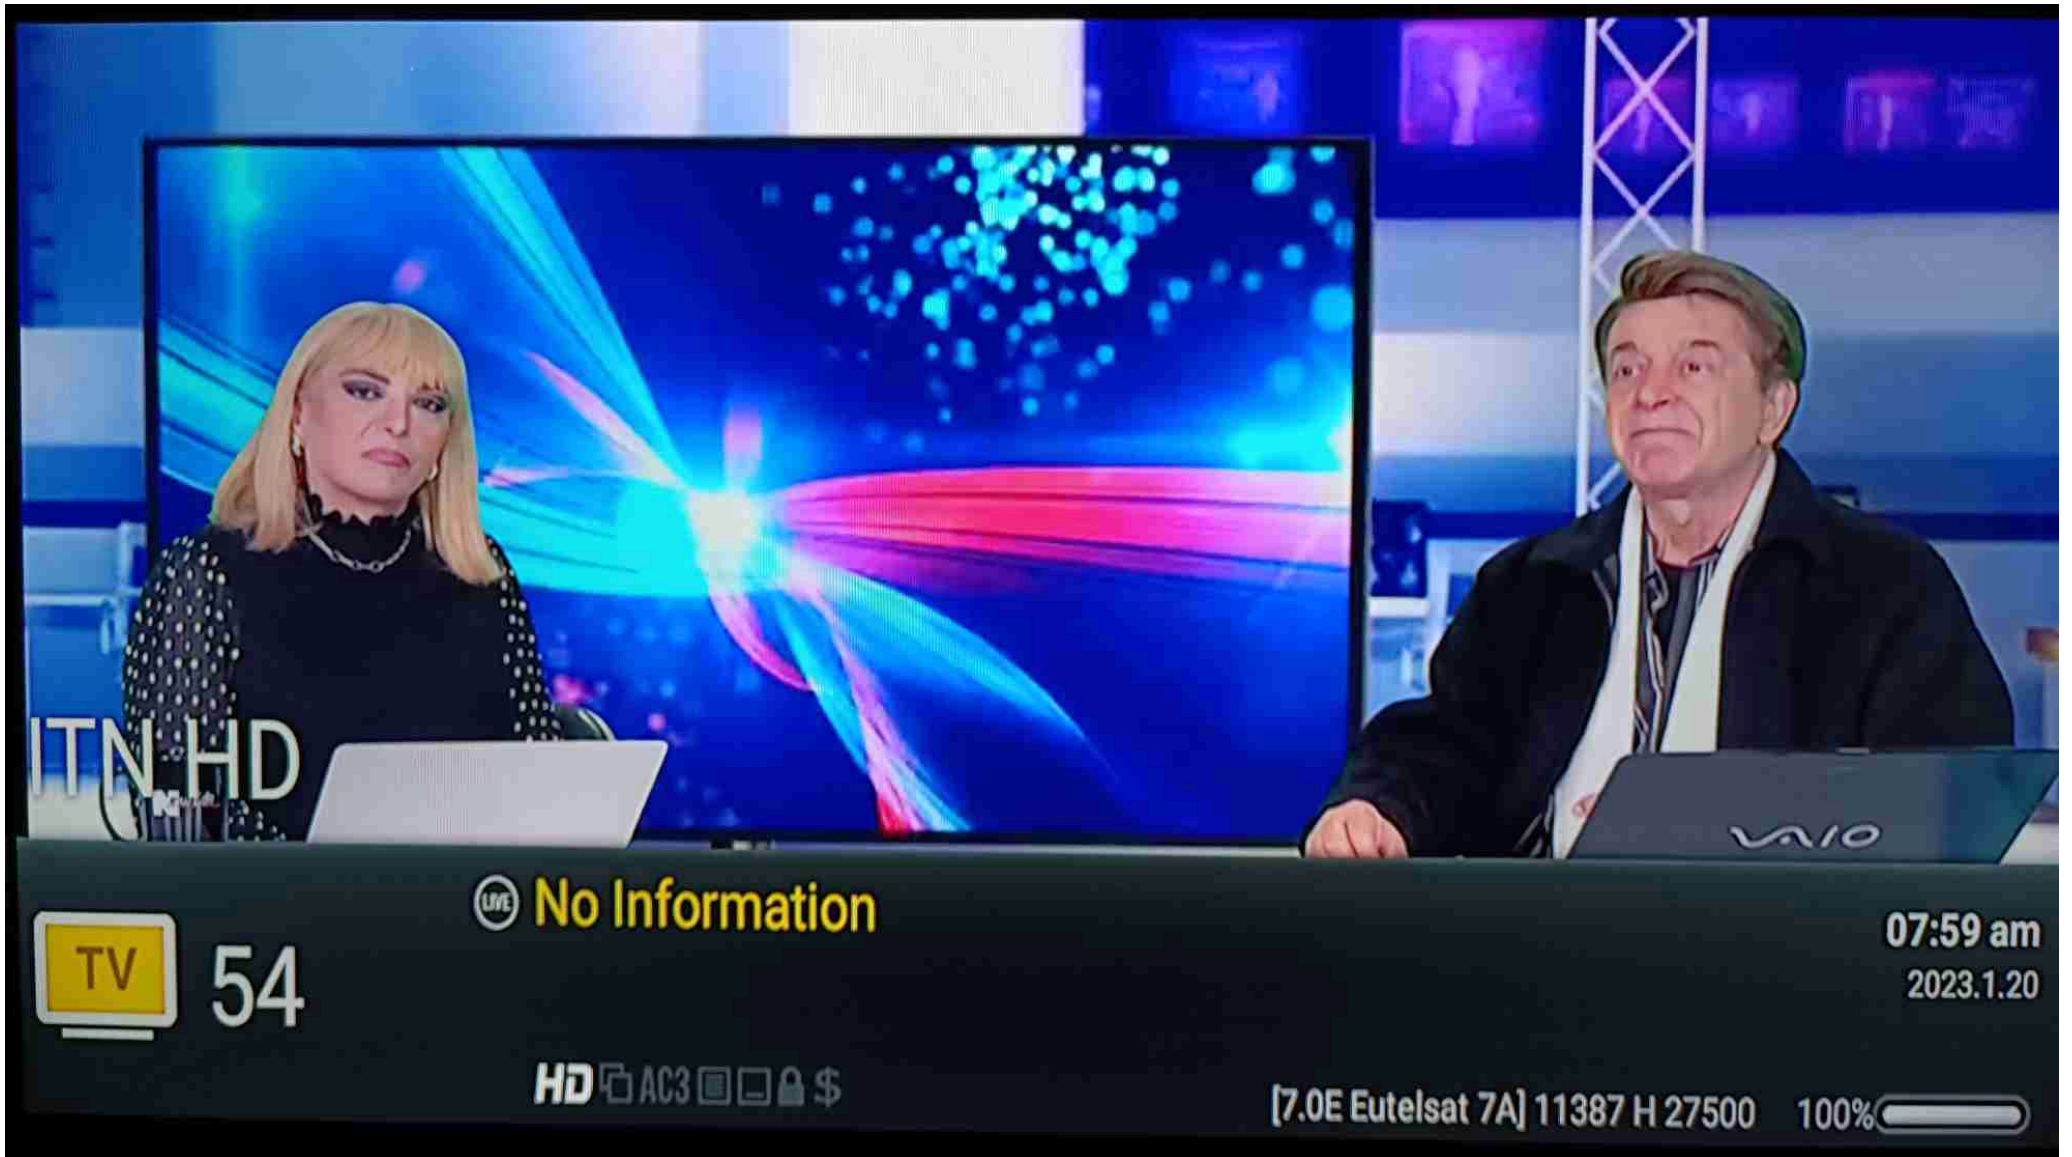 ITN HD
VAIO
LIVE No Information
TV 54
07:59 am
2023.1.20
HD AC3 $
[7.0E Eutelsat 7A] 11387 H 27500 100%